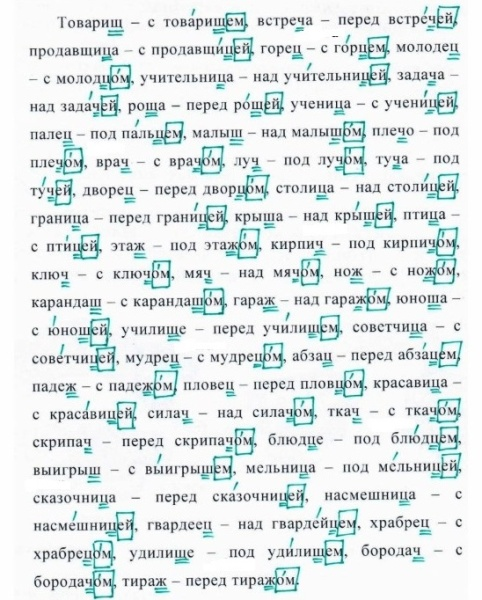 Товарищ – с товарищем, встреча – перед встречей,
продавщица – с продавщицей, горец – с горцем, молодец
– с молодцом, учительница – над учительницей, задача –
над задачей, роща – перед рощей, ученица – с ученицей,
палец – под пальцем, малыш – над малышом, плечо – под
плечом, врач – с врачом, луч – под лучом, туча – под
тучей, дворец – перед дворцом, столица – над столицей,
граница – перед границей, крыша – над крышей, птица –
с птицей, этаж – под этажом, кирпич – под кирпичом,
ключ – с ключом, мяч – над мячом, нож – с ножом,
карандаш – с карандашом, гараж – над гаражом, юноша –
с юношей, училище – перед училищем, советчица – с
советчицей, мудрец – с мудрецом, абзац – перед абзацем,
падеж – с падежом, пловец – перед пловцом, красавица –
с красавицей, силач – над силачом, ткач – с ткачом,
скрипач – перед скрипачом, блюдце – под блюдцем,
выигрыш – с выигрышем, мельница – под мельницей,
сказочница – перед сказочницей, насмешница – с
насмешницей, гвардеец – над гвардейцем, храбрец – с
храбрецом, удилище – под удилищем, бородач – с
бородачом, тираж – перед тиражом.